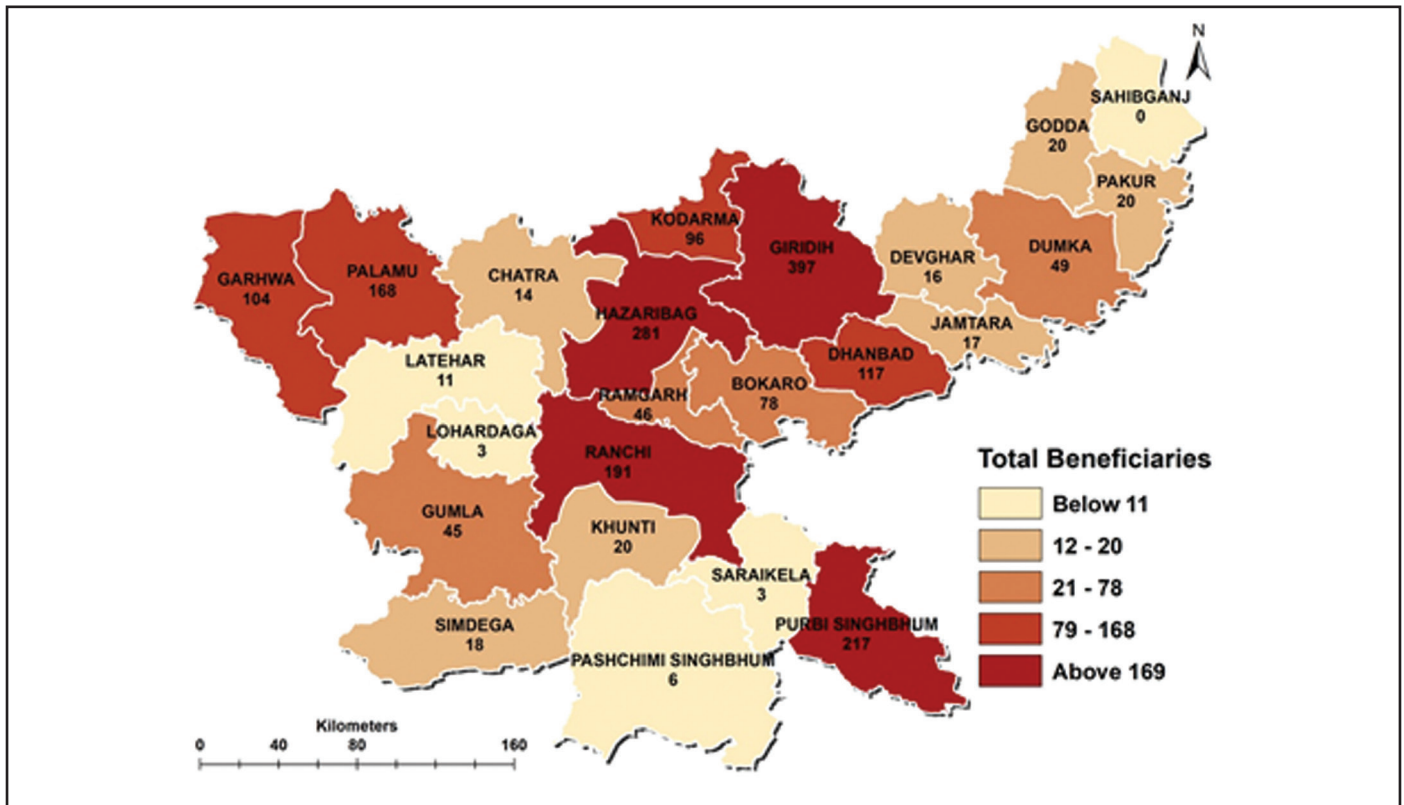 N
SAHIBGANJ
0
GODDA
20
PAKUR
20
KODARMA
96
GIRIDIH
397
DEVGHAR
16
DUMKA
49
GARHWA
104
PALAMU
168
CHATRA
14
HAZARIBAG
281
JAMTARA
17
LATEHAR
11
DHANBAD
117
RAMGARH
46
BOKARO
78
LOHARDAGA
3
RANCHI
191
GUMLA
45
KHUNTI
20
SARAIKELA
3
SIMDEGA
18
PURBI SINGHBHUM
217
PASHCHIMI SINGHBHUM
6
Total Beneficiaries
Below 11
12 - 20
21 - 78
79 - 168
Above 169
Kilometers
0 40 80 160